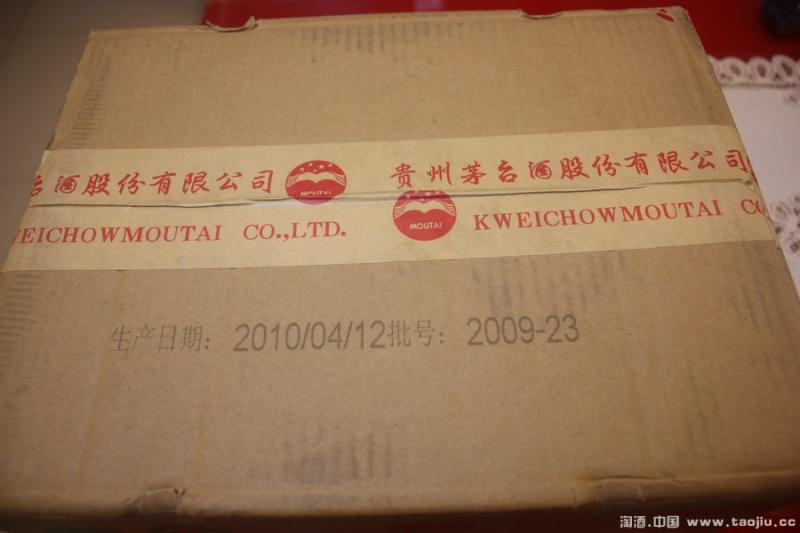 台酒股份有限公司 MOUTAI 贵州茅台酒股份有限公司
WEICHOWMOUTAI CO.,LTD. MOUTAI KWEICHOWMOUTAI CO
生产日期：2010/04/12批号：2009-23
淘酒.中国 www.taojiu.cc